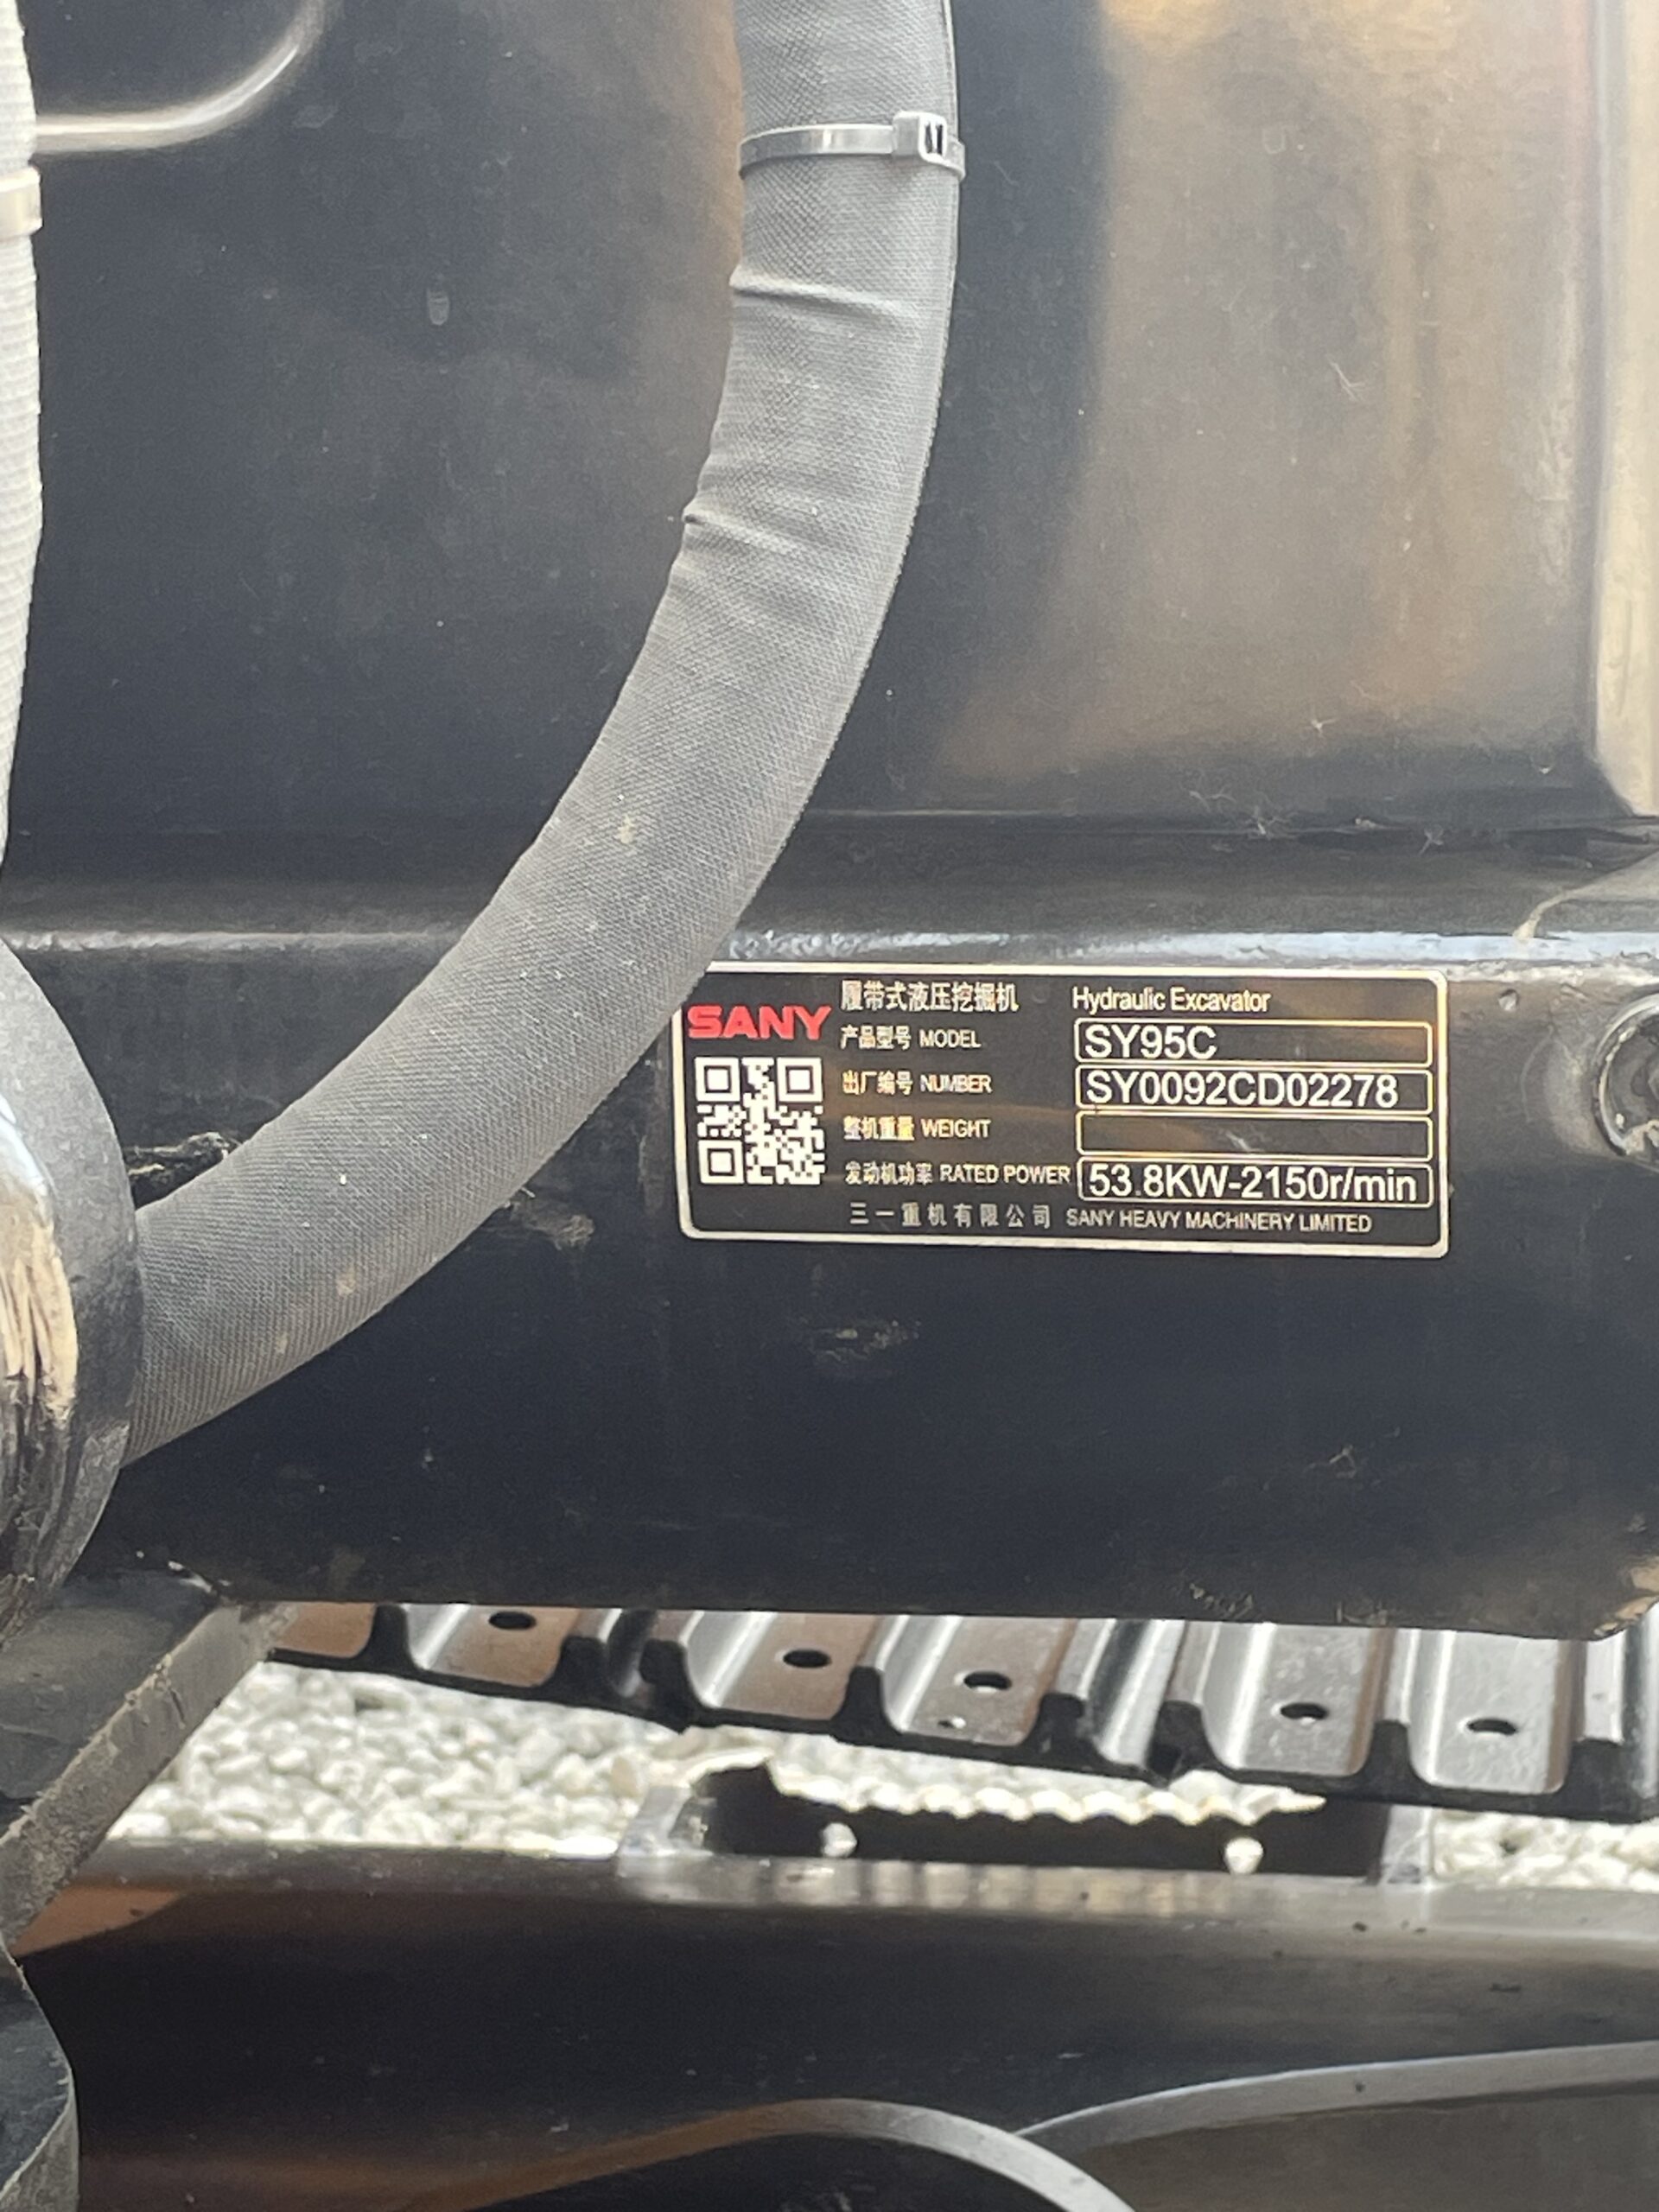 SANY
履带式液压挖掘机 Hydraulic Excavator
产品型号 MODEL SY95C
出厂编号 NUMBER SY0092CD02278
整机重量 WEIGHT
发动机功率 RATED POWER 53.8KW-2150r/min
三一重机有限公司 SANY HEAVY MACHINERY LIMITED